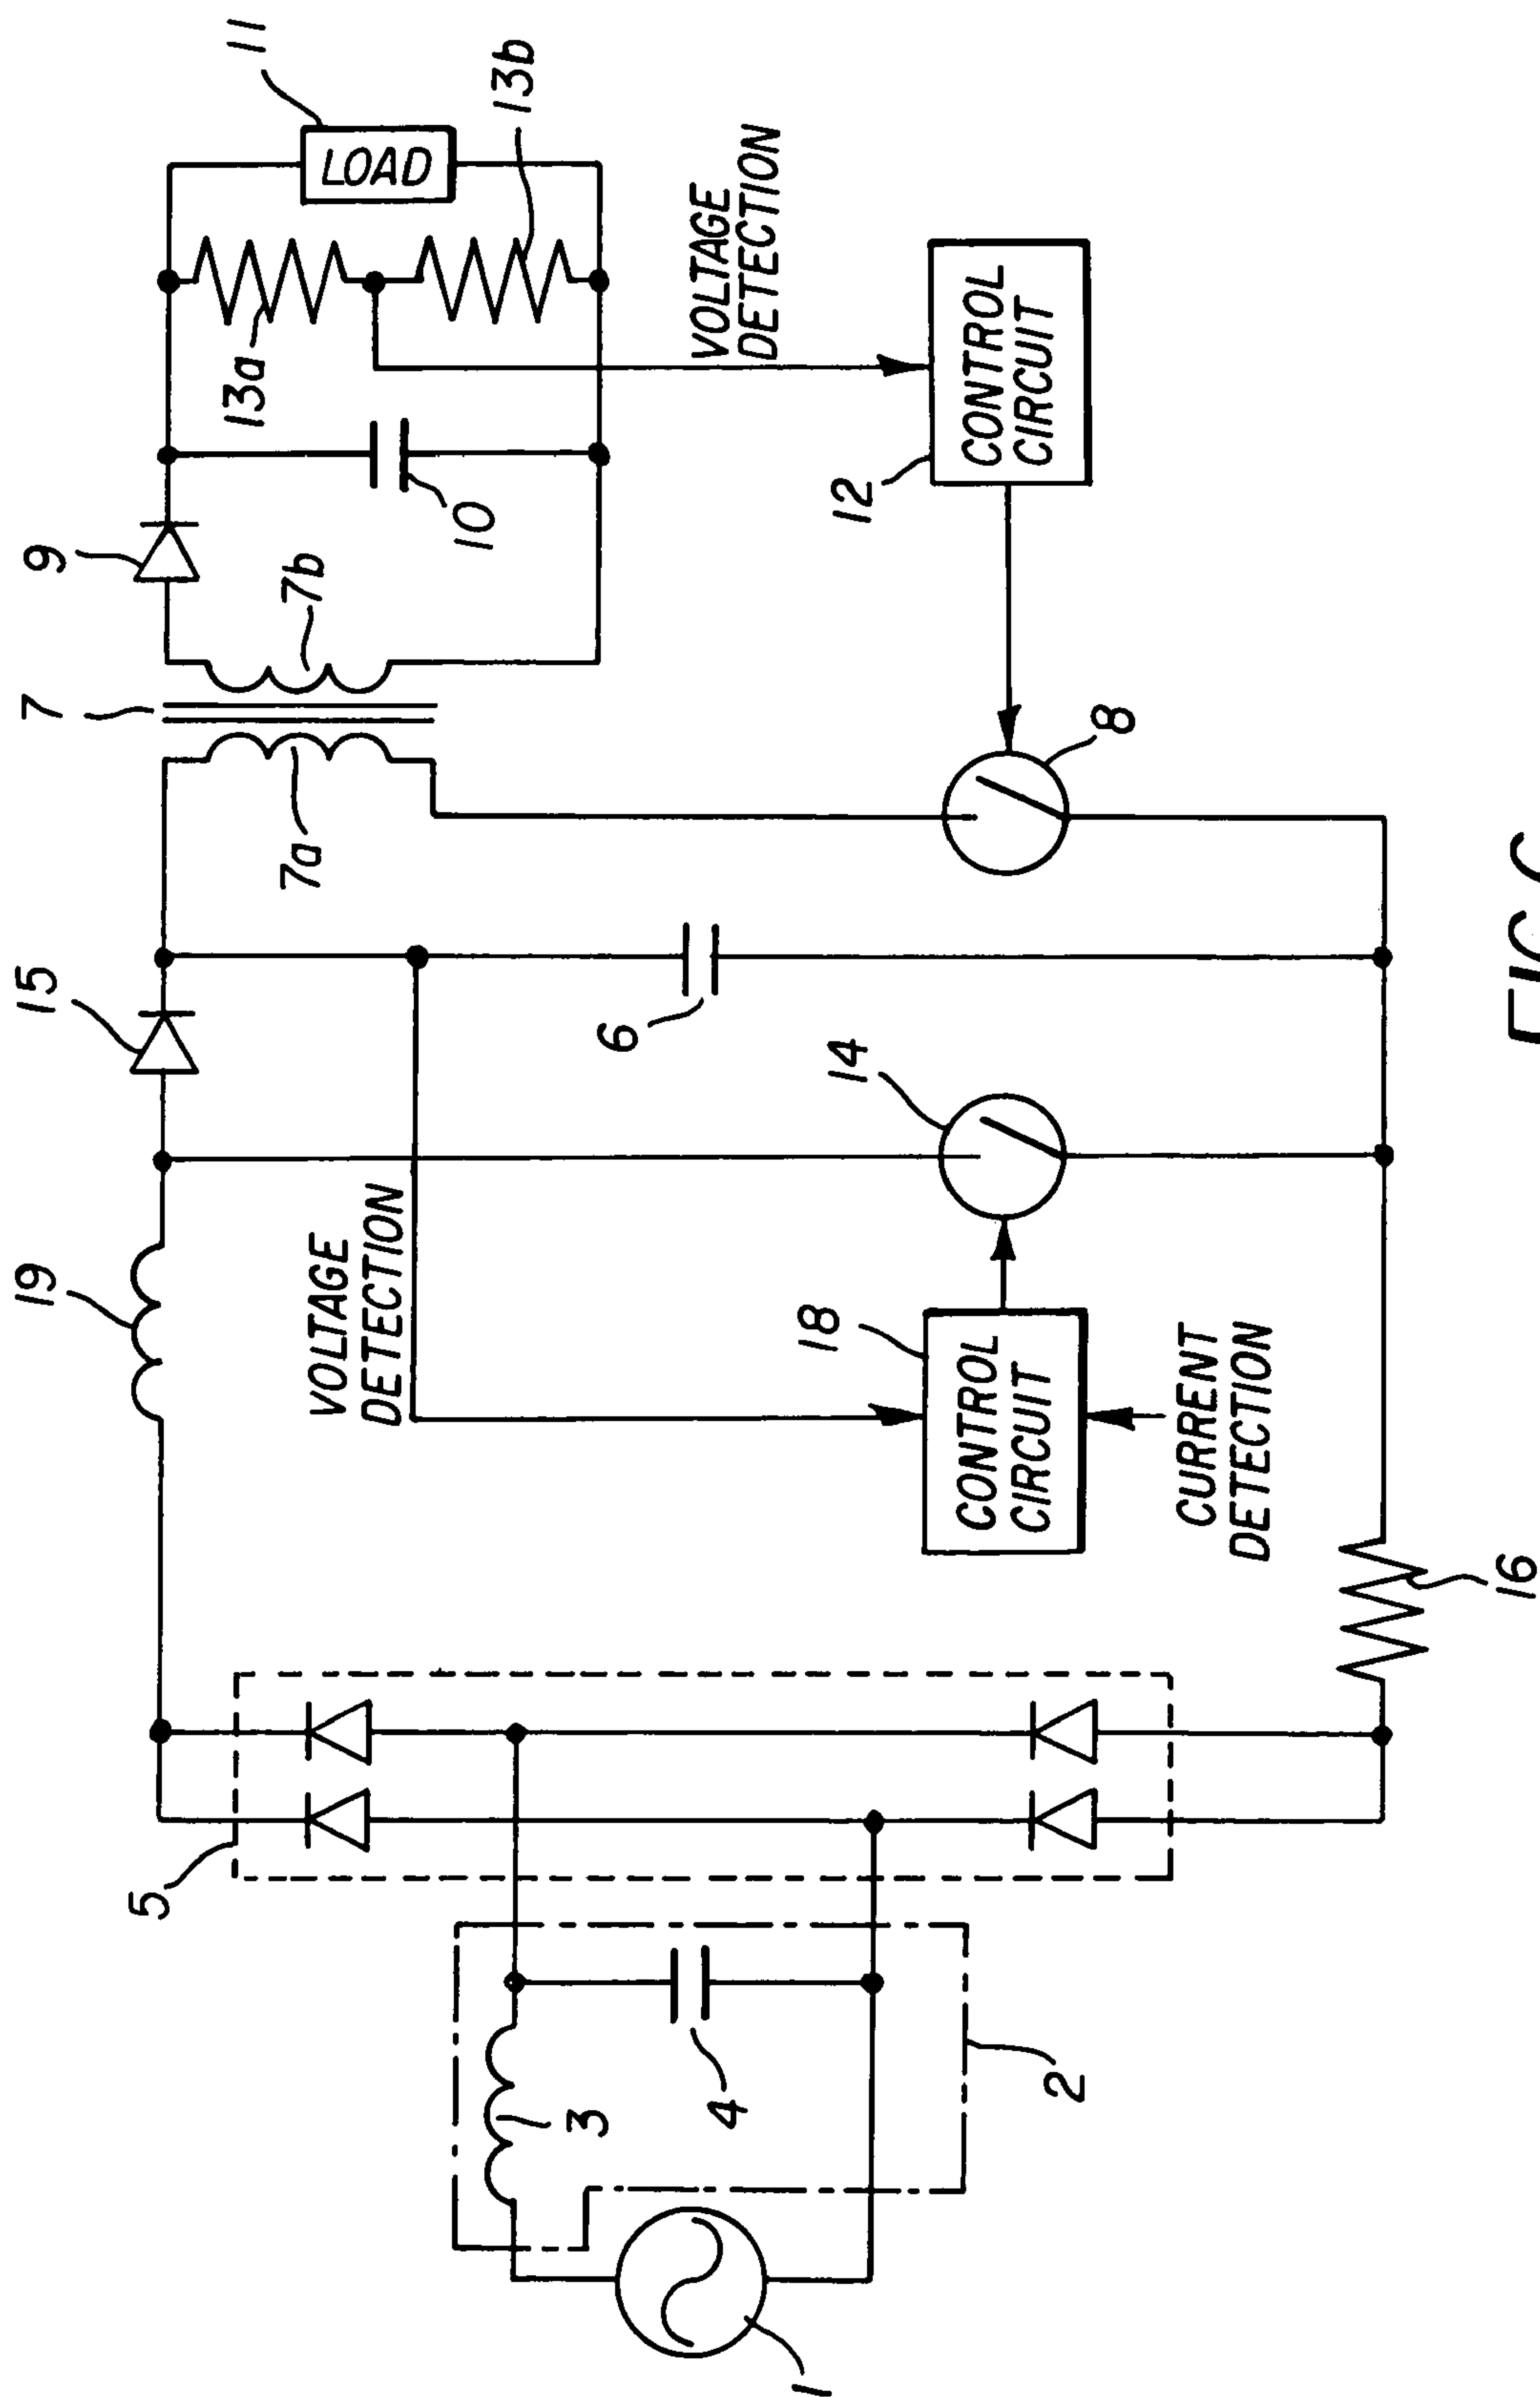 11
LOAD
13b
13a
VOLTAGE
DETECTION
9
10
7b
7
7a
12
CONTROL
CIRCUIT
8
15
6
14
19
VOLTAGE
DETECTION
18
CONTROL
CIRCUIT
CURRENT
DETECTION
16
5
3
4
2
1